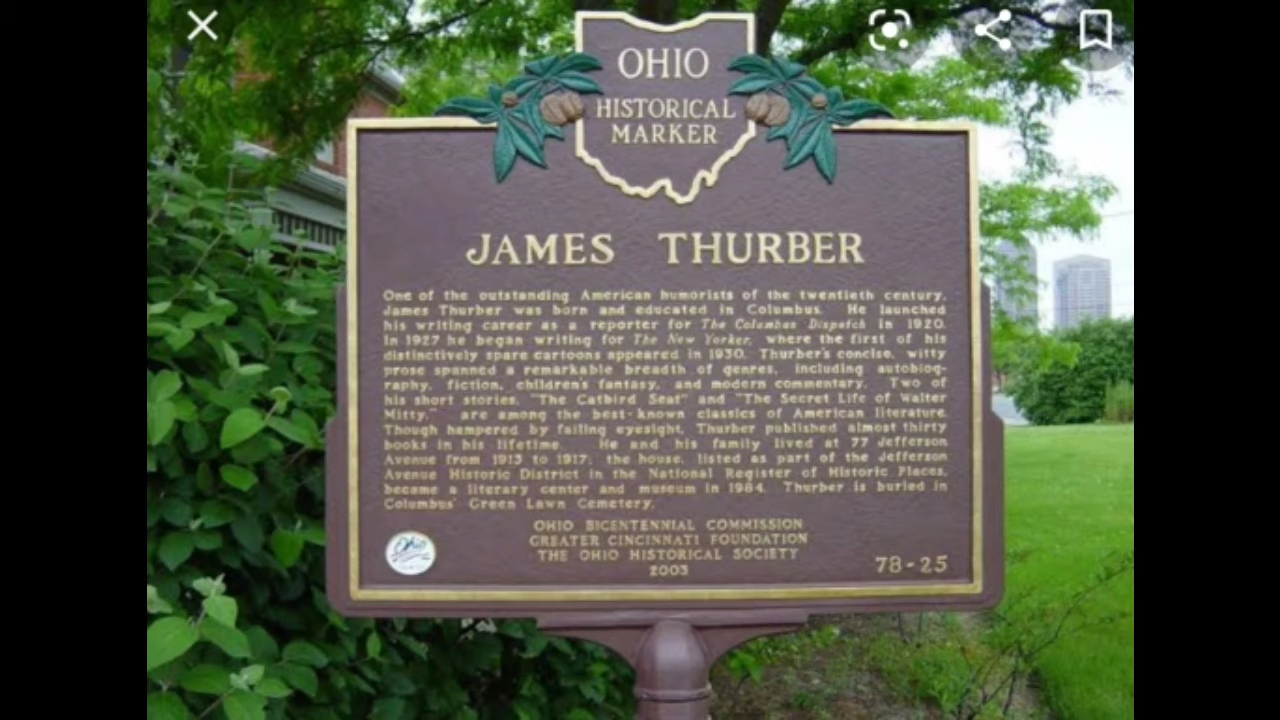 OHIO
HISTORICAL
MARKER
JAMES THURBER
One of the outstanding American humorists of the twentieth century,
James Thurber was born and educated in Columbus. He launched
his writing career as a reporter for The Columbus Dispatch in 1920.
In 1927 he began writing for The New Yorker, where the first of his
distinctively spare cartoons appeared in 1930. Thurber's concise, witty
prose spanned a remarkable breadth of genres, including autobiog-
raphy, fiction, children's fantasy, and modern commentary. Two of
his short stories, "The Catbird Seat" and "The Secret Life of Walter
Mitty," are among the best-known classics of American literature.
Though hampered by failing eyesight, Thurber published almost thirty
books in his lifetime. He and his family lived at 77 Jefferson
Avenue from 1913 to 1917; the house, listed as part of the Jefferson
Avenue Historic District in the National Register of Historic Places,
became a literary center and museum in 1984. Thurber is buried in
Columbus' Green Lawn Cemetery.
OHIO BICENTENNIAL COMMISSION
GREATER CINCINNATI FOUNDATION
THE OHIO HISTORICAL SOCIETY
2003
78-25
Ohio